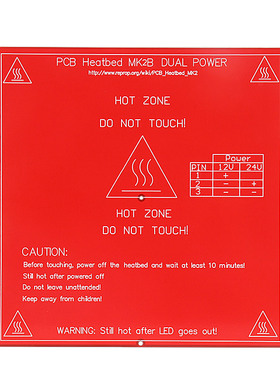 PCB Heatbed MK2B DUAL POWER
http://www.reprap.org/wiki/PCB_Heatbed_MK2
HOT ZONE
DO NOT TOUCH!
Power
PIN 12V 24V
1 +
2 - +
3 - -
HOT ZONE
DO NOT TOUCH!
CAUTION:
Before touching, power off the heatbed and wait at least 10 minutes!
Still hot after powered off
Do not leave unattended!
Keep away from children!
WARNING: Still hot after LED goes out!